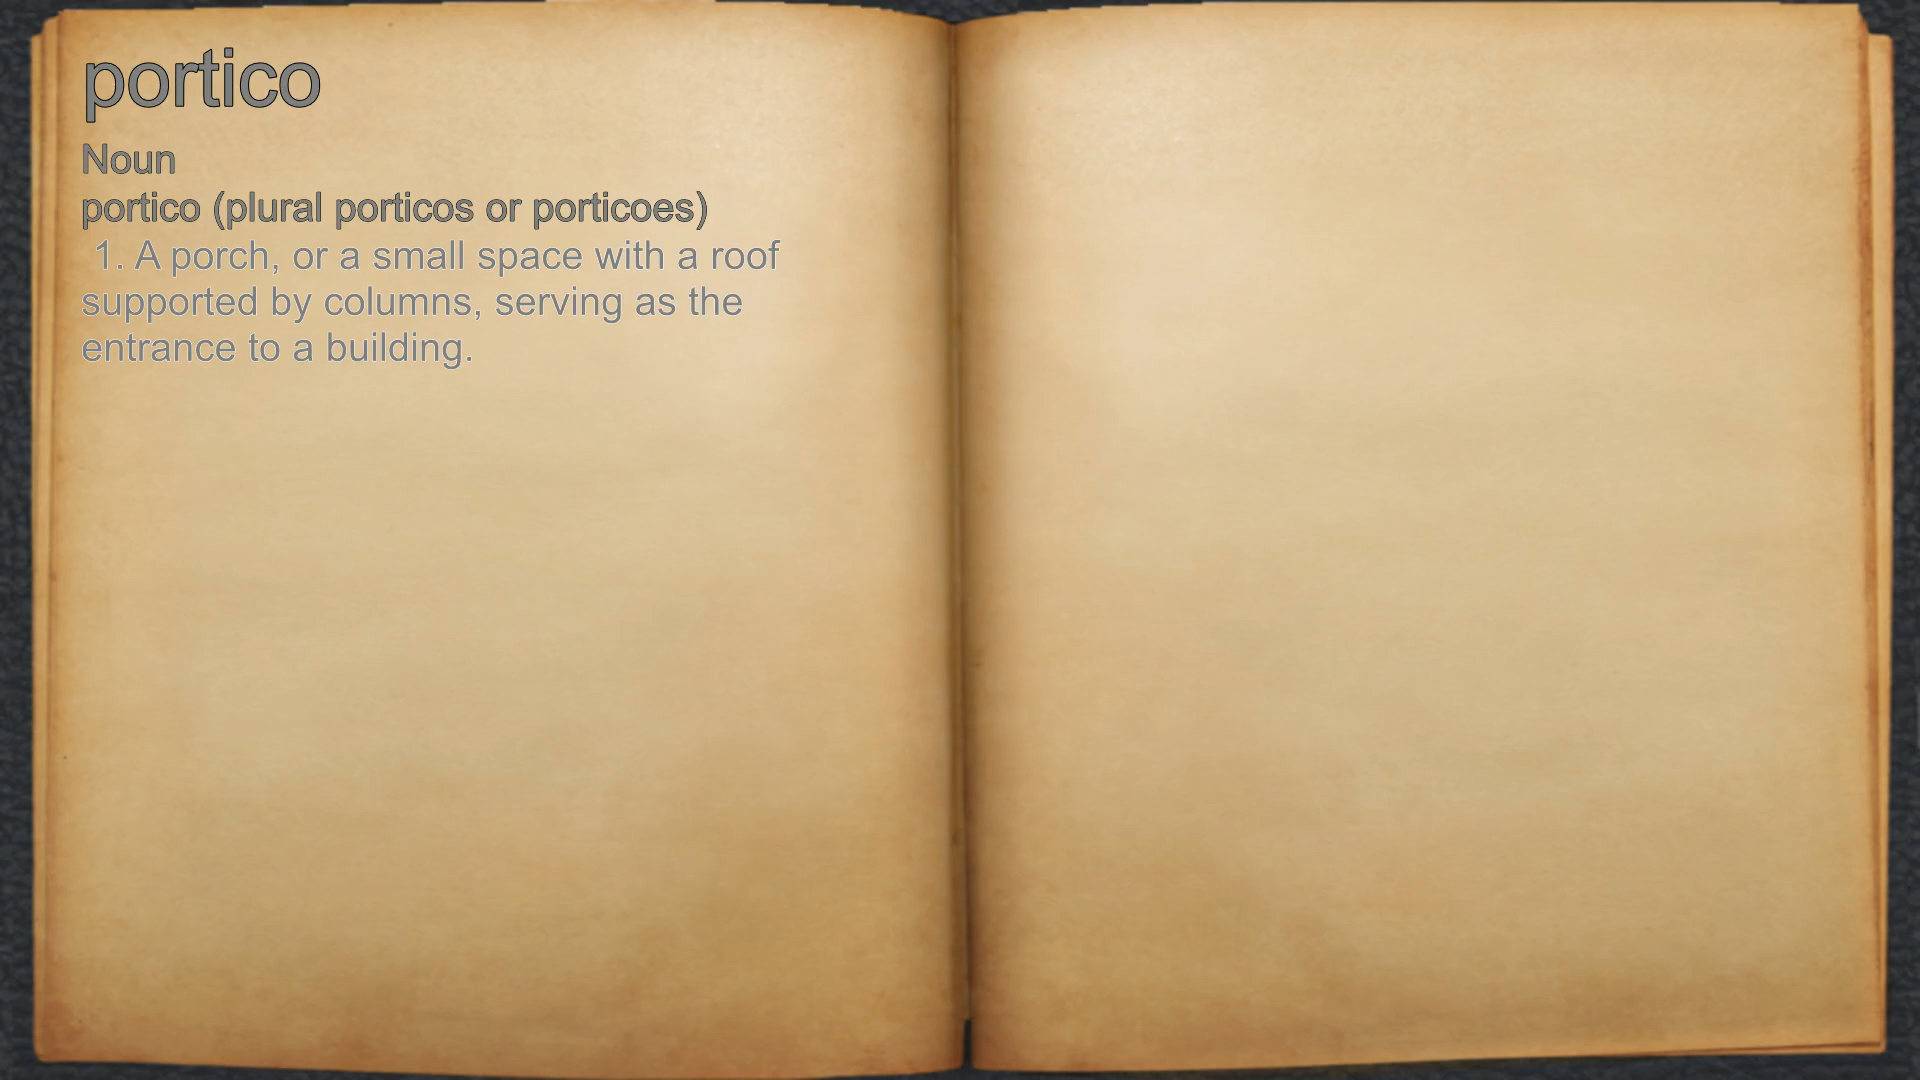 portico
Noun
portico (plural porticos or porticoes)
1. A porch, or a small space with a roof
supported by columns, serving as the
entrance to a building.